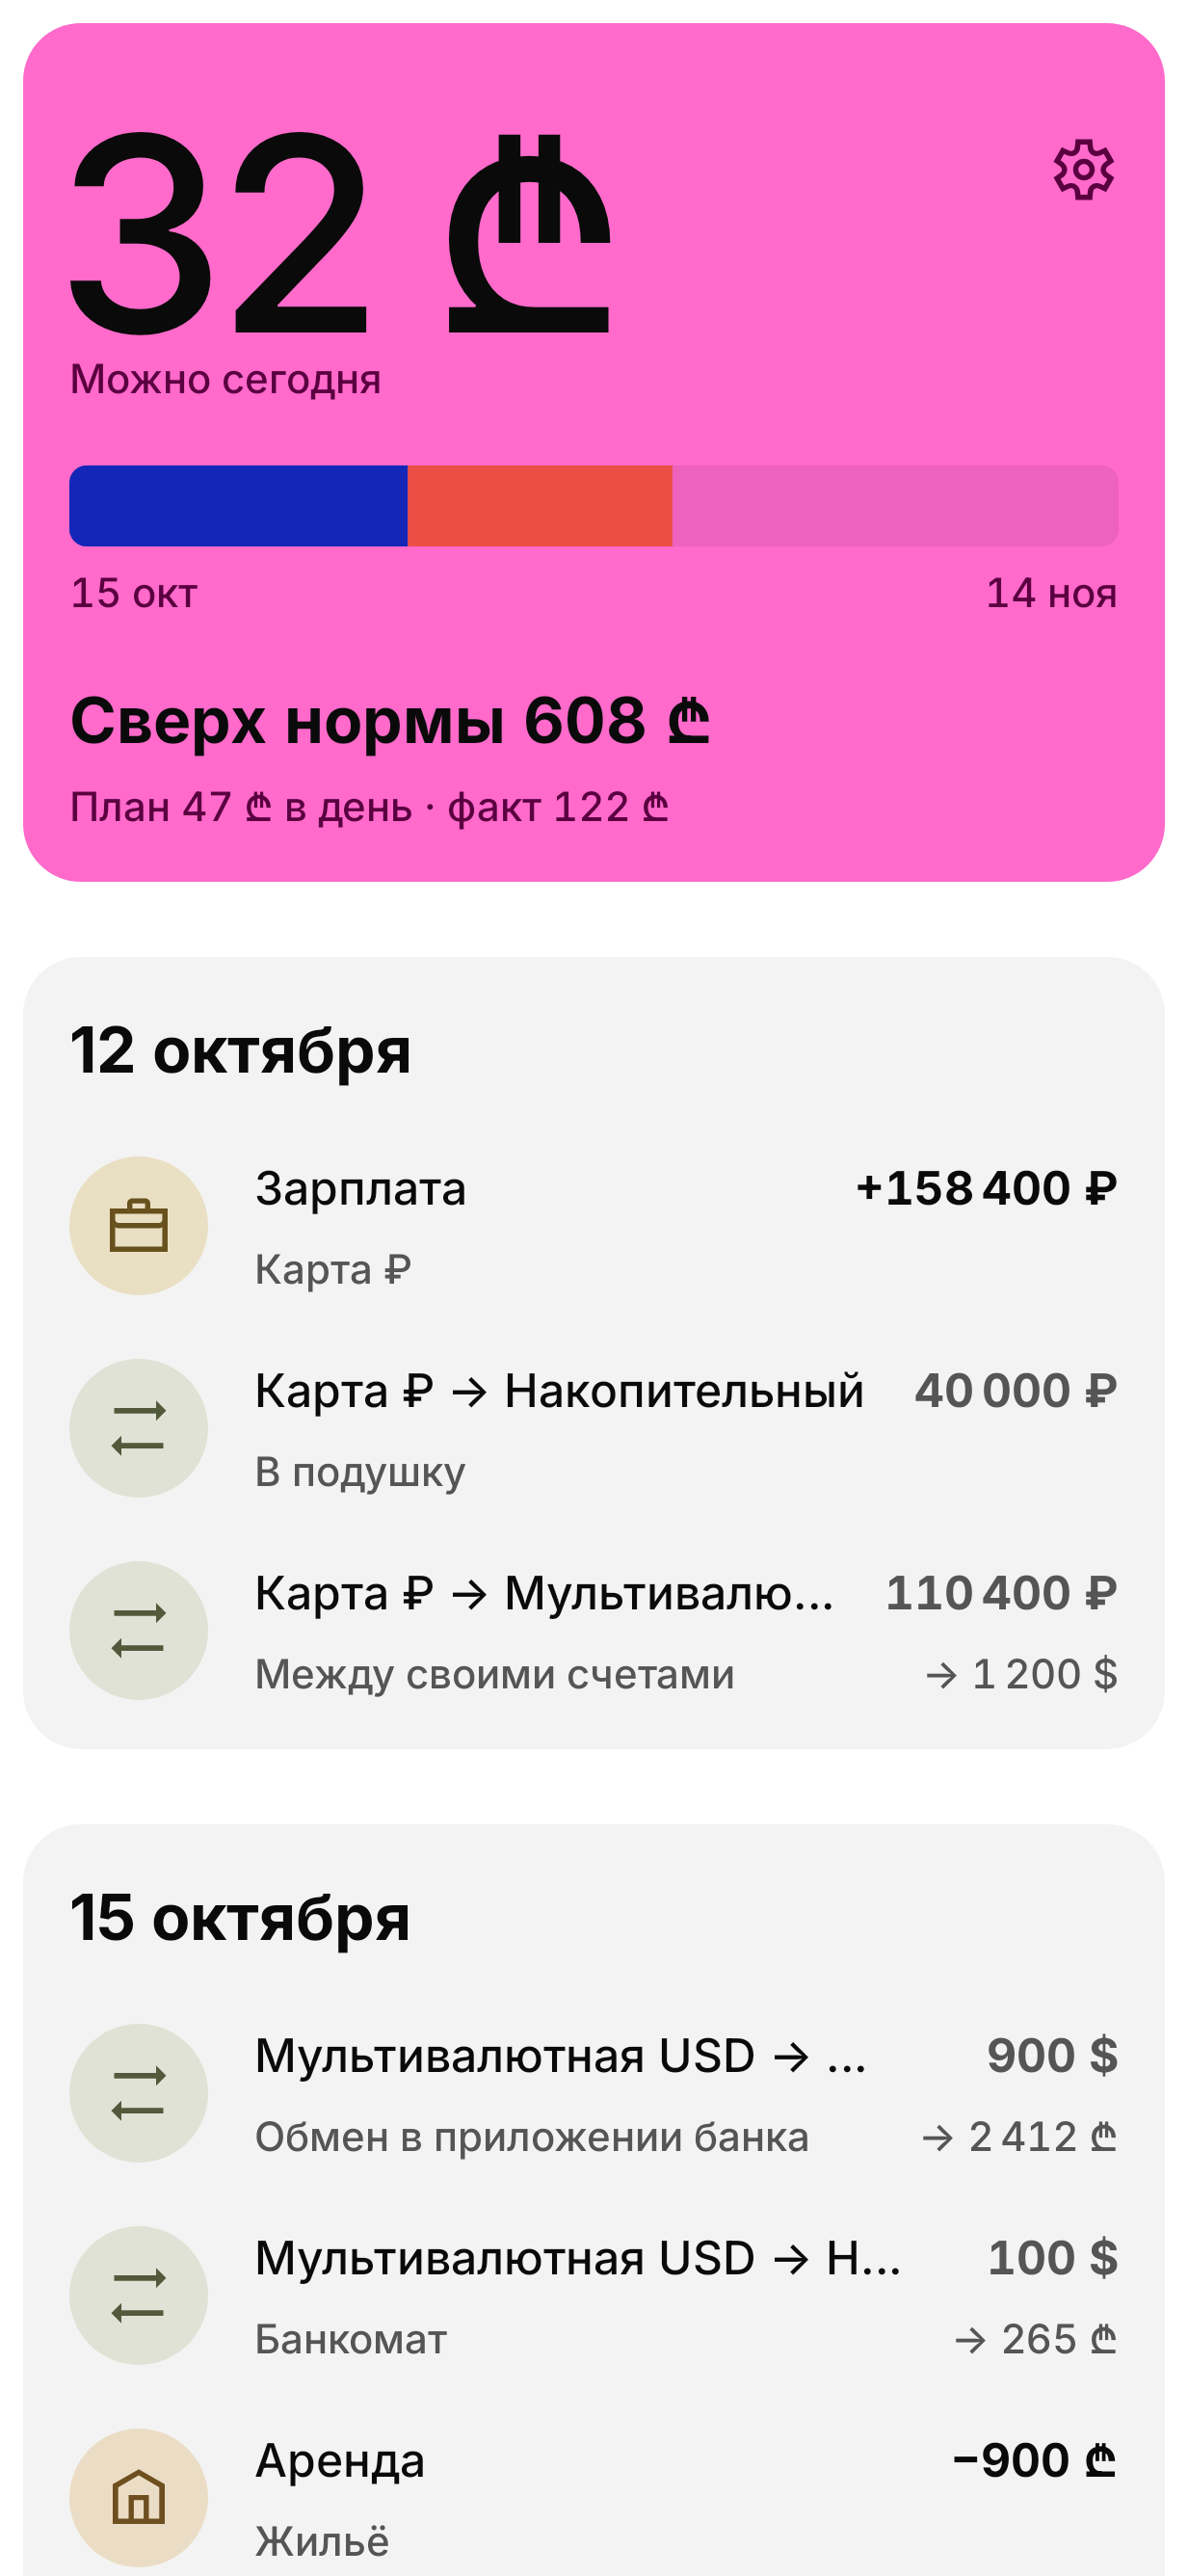 32 ₾
Можно сегодня
15 окт 14 ноя
Сверх нормы 608 ₾
План 47 ₾ в день · факт 122 ₾
12 октября
Зарплата +158 400 ₽
Карта ₽
Карта ₽ → Накопительный 40 000 ₽
В подушку
Карта ₽ → Мультивалю... 110 400 ₽
Между своими счетами → 1 200 $
15 октября
Мультивалютная USD → ... 900 $
Обмен в приложении банка → 2 412 ₾
Мультивалютная USD → Н... 100 $
Банкомат → 265 ₾
Аренда −900 ₾
Жильё